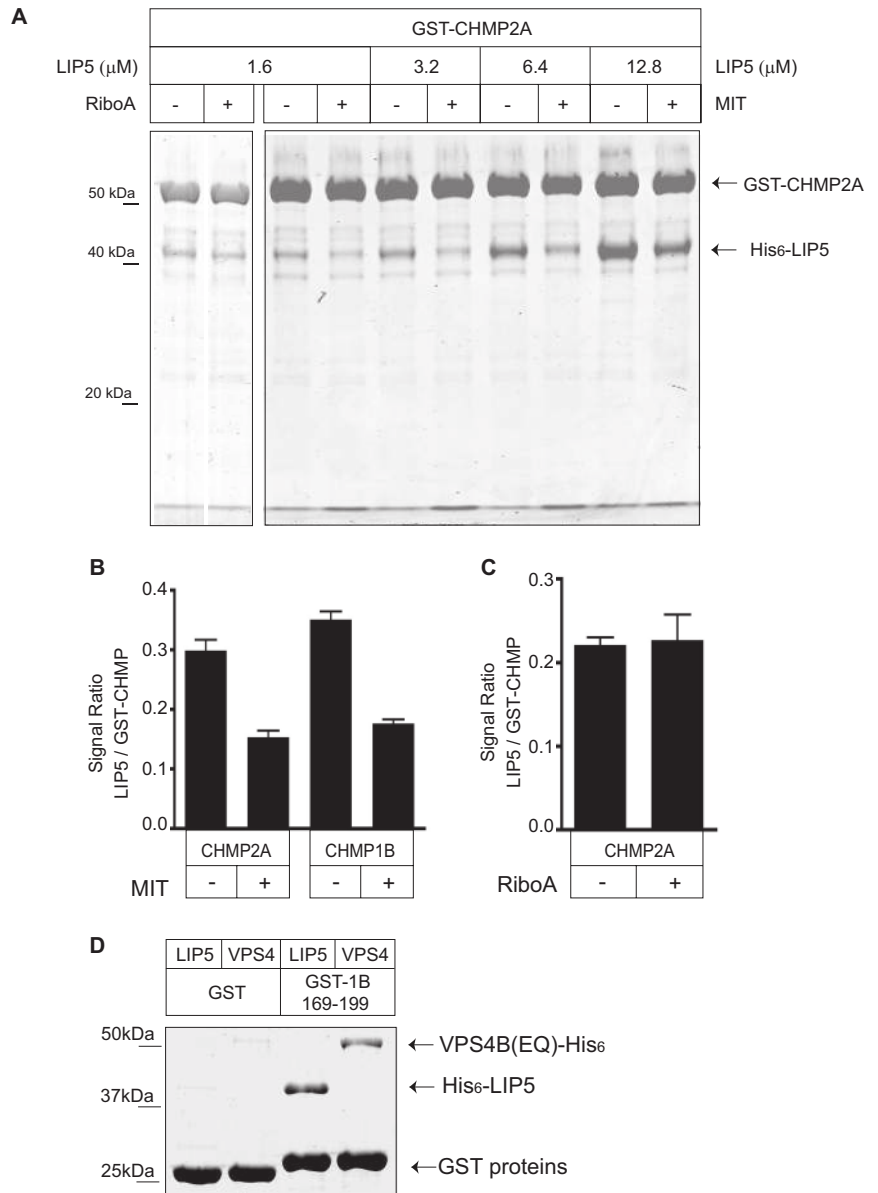 A
GST-CHMP2A
LIP5 (μM) 1.6 3.2 6.4 12.8 LIP5 (μM)
RiboA - + - + - + - + - + MIT
50 kDa
GST-CHMP2A
40 kDa
His6-LIP5
20 kDa
B
Signal Ratio
LIP5 / GST-CHMP
0.4
0.3
0.2
0.1
0.0
CHMP2A CHMP1B
MIT - + - +
C
Signal Ratio
LIP5 / GST-CHMP
0.3
0.2
0.1
0.0
CHMP2A
RiboA - +
D
LIP5 VPS4 LIP5 VPS4
GST GST-1B
169-199
50kDa
VPS4B(EQ)-His6
37kDa
His6-LIP5
25kDa
GST proteins